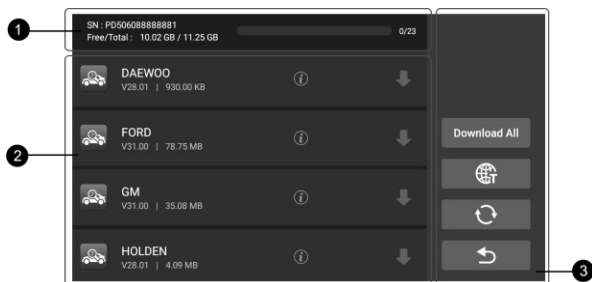 SN : PD506088888881
Free/Total : 10.02 GB / 11.25 GB
0/23
1
DAEWOO
V28.01 | 930.00 KB
FORD
V31.00 | 78.75 MB
2
GM
V31.00 | 35.08 MB
HOLDEN
V28.01 | 4.09 MB
Download All
T
3